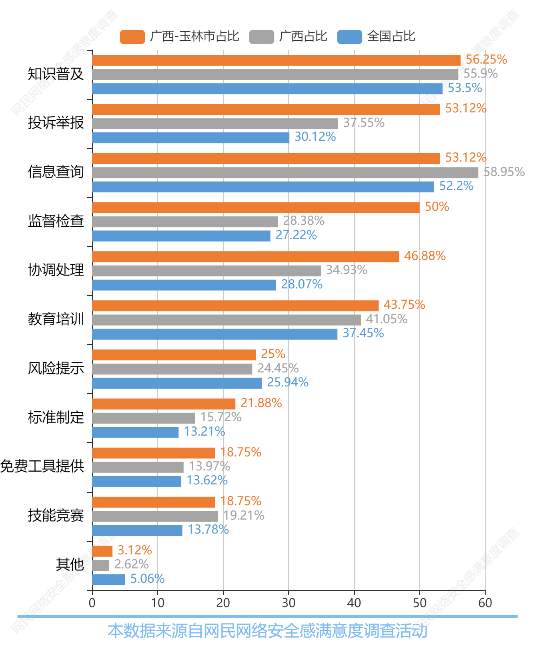 广西-玉林市占比 广西占比 全国占比
知识普及 56.25% 55.9% 53.5%
投诉举报 53.12% 37.55% 30.12%
信息查询 53.12% 58.95% 52.2%
监督检查 50% 28.38% 27.22%
协调处理 46.88% 34.93% 28.07%
教育培训 43.75% 41.05% 37.45%
风险提示 25% 24.45% 25.94%
标准制定 21.88% 15.72% 13.21%
免费工具提供 18.75% 13.97% 13.62%
技能竞赛 18.75% 19.21% 13.78%
其他 3.12% 2.62% 5.06%
0 10 20 30 40 50 60
本数据来源自网民网络安全感满意度调查活动